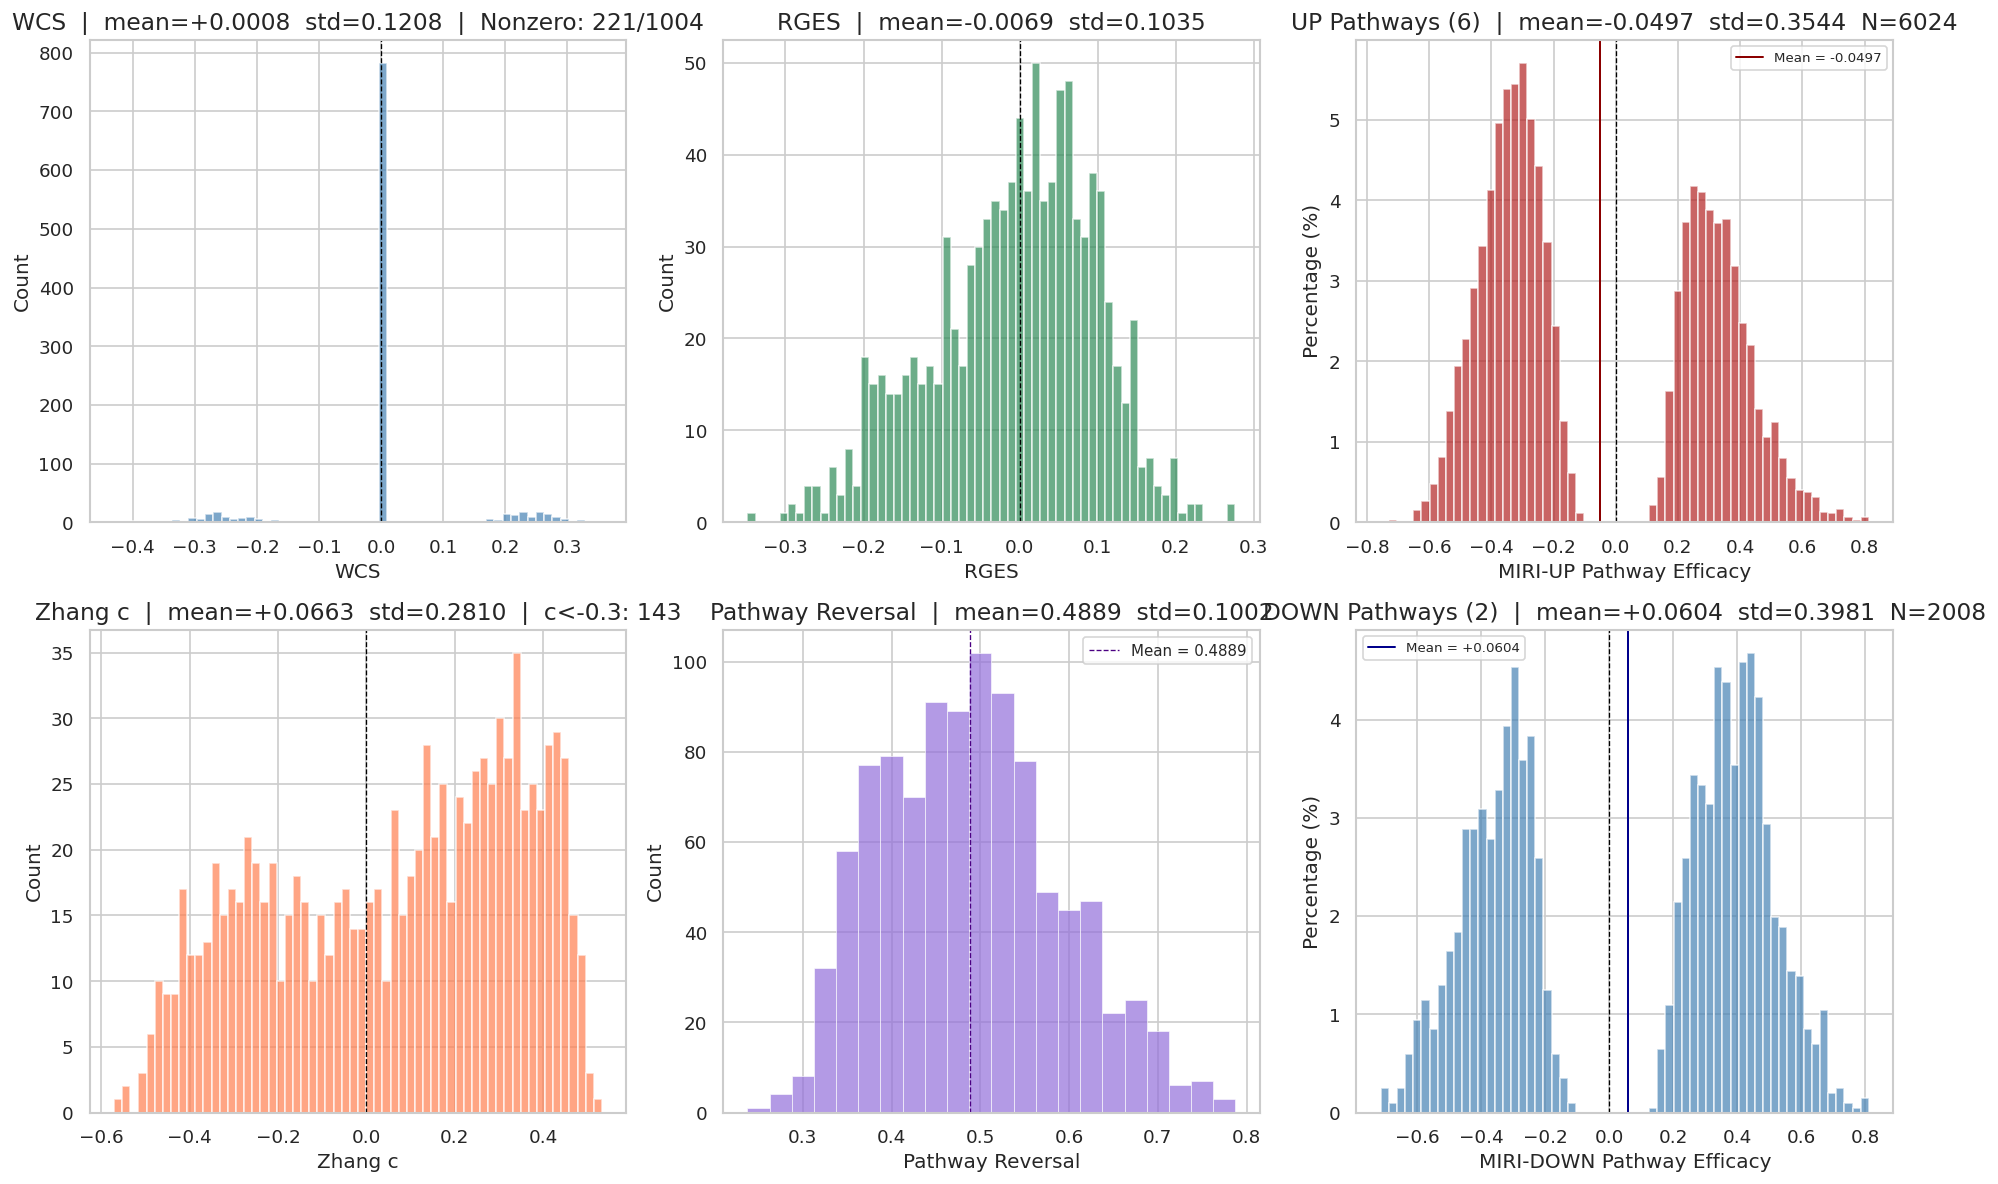 WCS | mean=+0.0008 std=0.1208 | Nonzero: 221/1004
800
700
600
500
400
300
200
100
0
Count
−0.4 −0.3 −0.2 −0.1 0.0 0.1 0.2 0.3
WCS
RGES | mean=-0.0069 std=0.1035
50
40
30
20
10
0
Count
−0.3 −0.2 −0.1 0.0 0.1 0.2 0.3
RGES
UP Pathways (6) | mean=-0.0497 std=0.3544 N=6024
Mean = -0.0497
5
4
3
2
1
0
Percentage (%)
−0.8 −0.6 −0.4 −0.2 0.0 0.2 0.4 0.6 0.8
MIRI-UP Pathway Efficacy
Zhang c | mean=+0.0663 std=0.2810 | c<-0.3: 143
35
30
25
20
15
10
5
0
Count
−0.6 −0.4 −0.2 0.0 0.2 0.4
Zhang c
Pathway Reversal | mean=0.4889 std=0.1002
Mean = 0.4889
100
80
60
40
20
0
Count
0.3 0.4 0.5 0.6 0.7 0.8
Pathway Reversal
DOWN Pathways (2) | mean=+0.0604 std=0.3981 N=2008
Mean = +0.0604
4
3
2
1
0
Percentage (%)
−0.6 −0.4 −0.2 0.0 0.2 0.4 0.6 0.8
MIRI-DOWN Pathway Efficacy